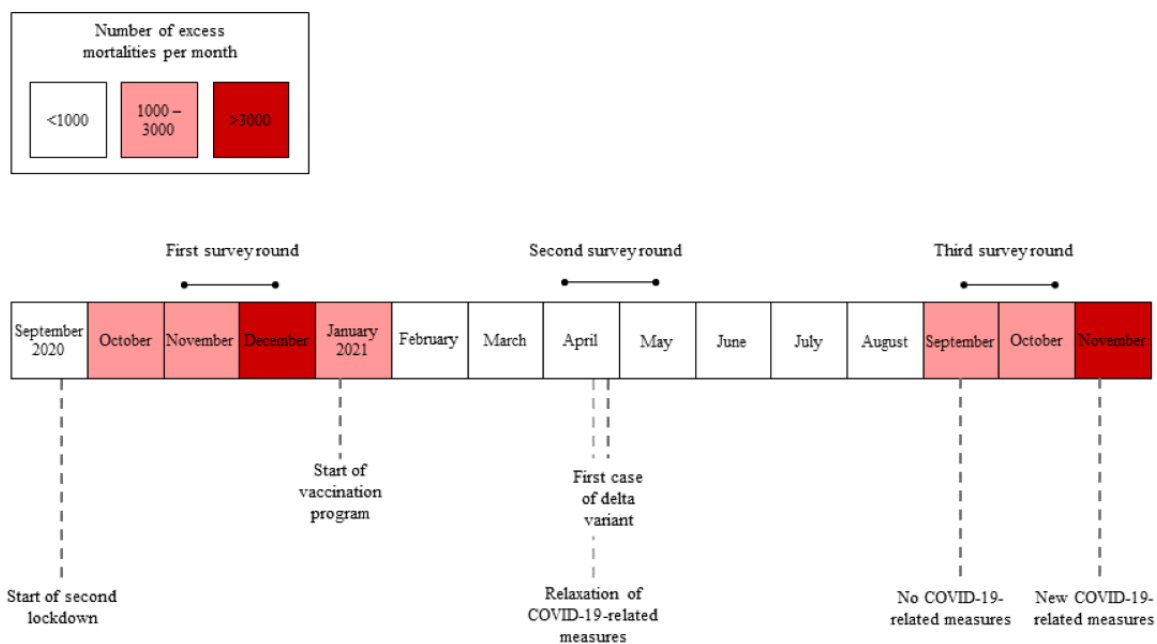 Number of excess
mortalities per month
<1000
1000 –
3000
>3000
First survey round
Second survey round
Third survey round
September
2020
October
November
December
January
2021
February
March
April
May
June
July
August
September
October
November
Start of
vaccination
program
First case
of delta
variant
Start of second
lockdown
Relaxation of
COVID-19-related
measures
No COVID-19-
related measures
New COVID-19-
related measures